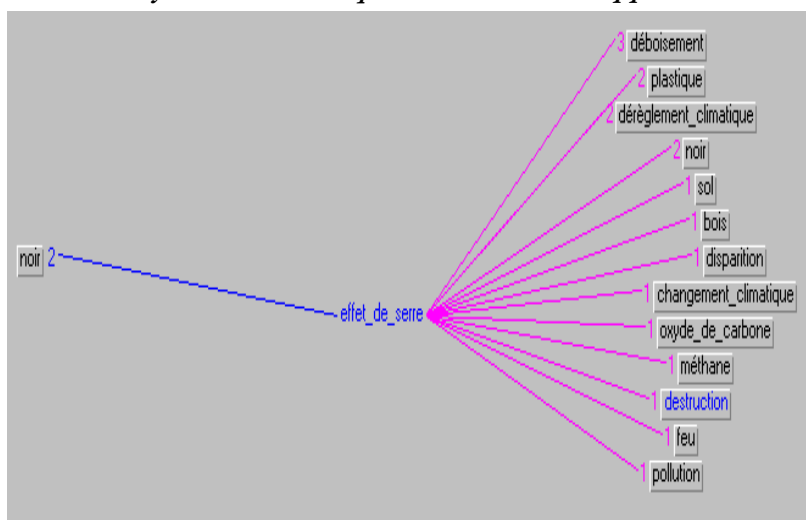 3 déboisement
2 plastique
2 dérèglement_climatique
2 noir
1 sol
1 bois
1 disparition
noir 2
1 changement_climatique
effet_de_serre
1 oxyde_de_carbone
1 méthane
1 destruction
1 feu
1 pollution